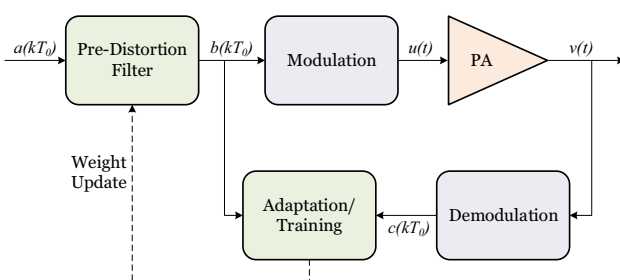 a(kT₀)
Pre-Distortion
Filter
b(kT₀)
Modulation
u(t)
PA
v(t)
Weight
Update
Adaptation/
Training
c(kT₀)
Demodulation